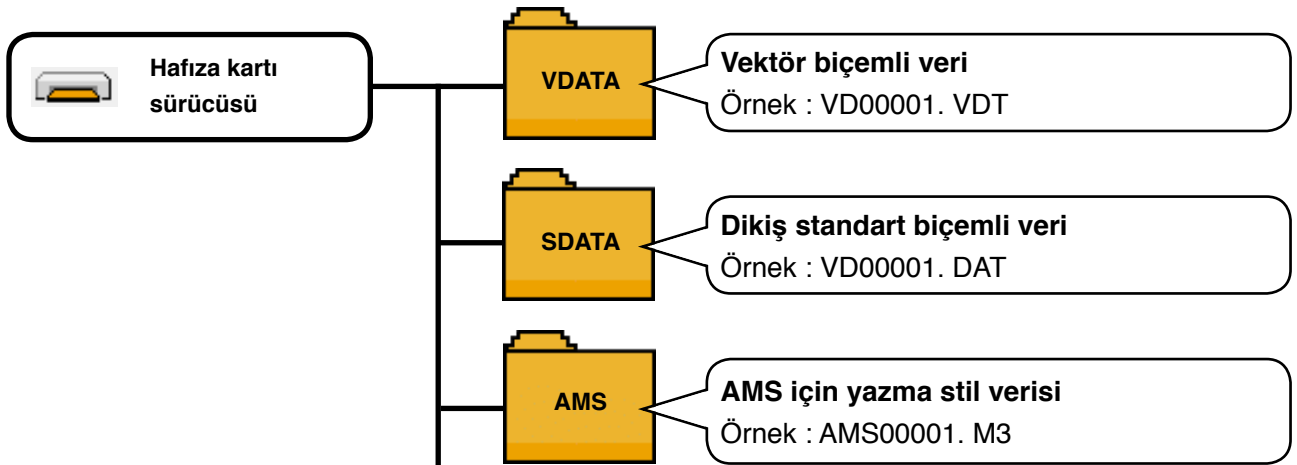 Hafıza kartı
sürücüsü
VDATA
Vektör biçemli veri
Örnek : VD00001. VDT
SDATA
Dikiş standart biçemli veri
Örnek : VD00001. DAT
AMS
AMS için yazma stil verisi
Örnek : AMS00001. M3